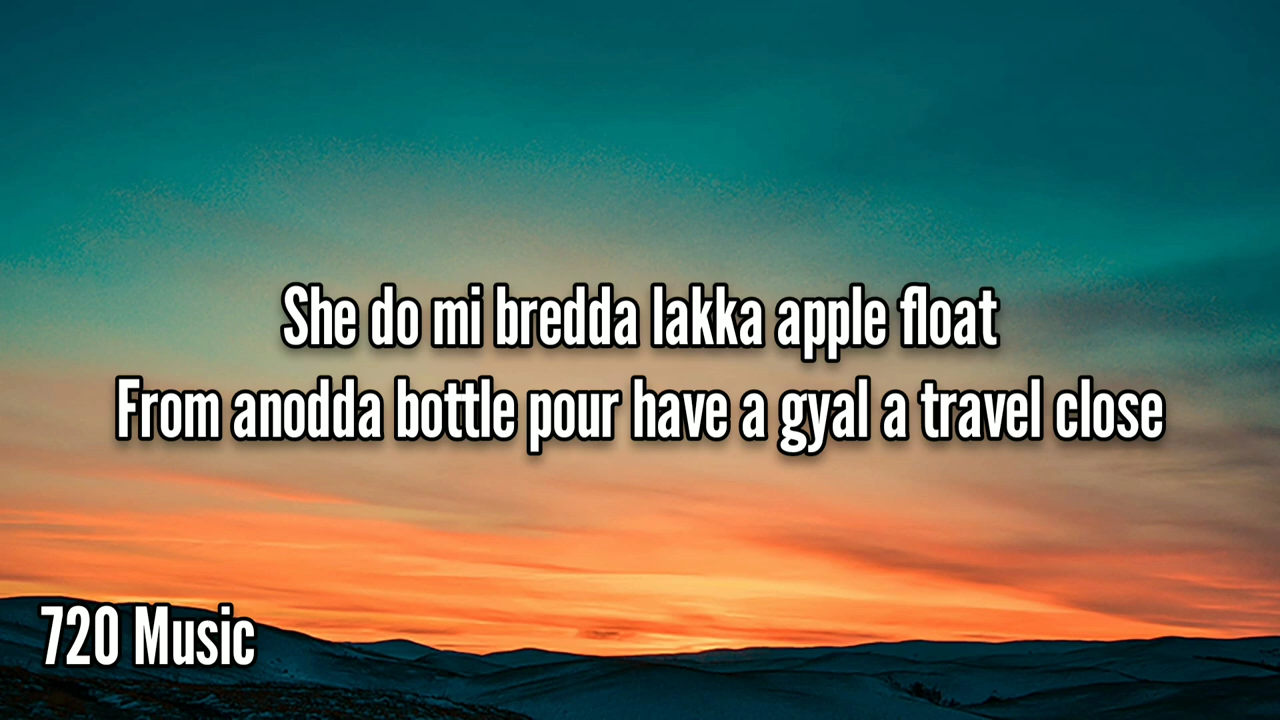 She do mi bredda lakka apple float
From anodda bottle pour have a gyal a travel close
720 Music